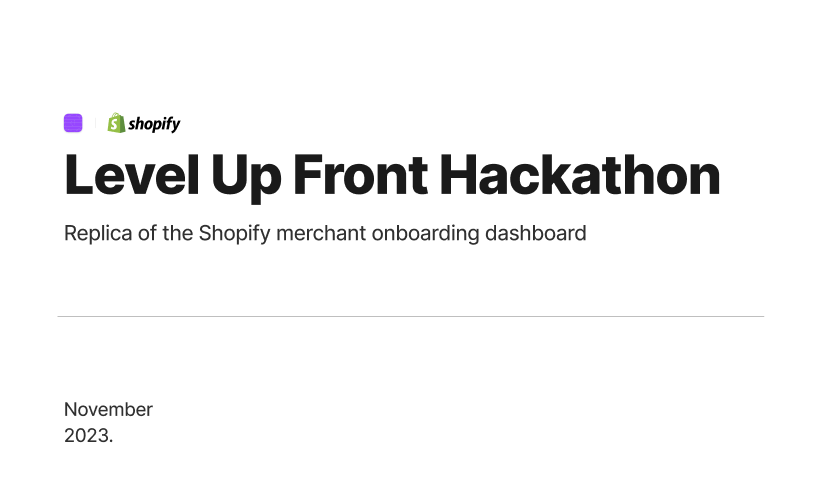 shopify
Level Up Front Hackathon
Replica of the Shopify merchant onboarding dashboard
November
2023.